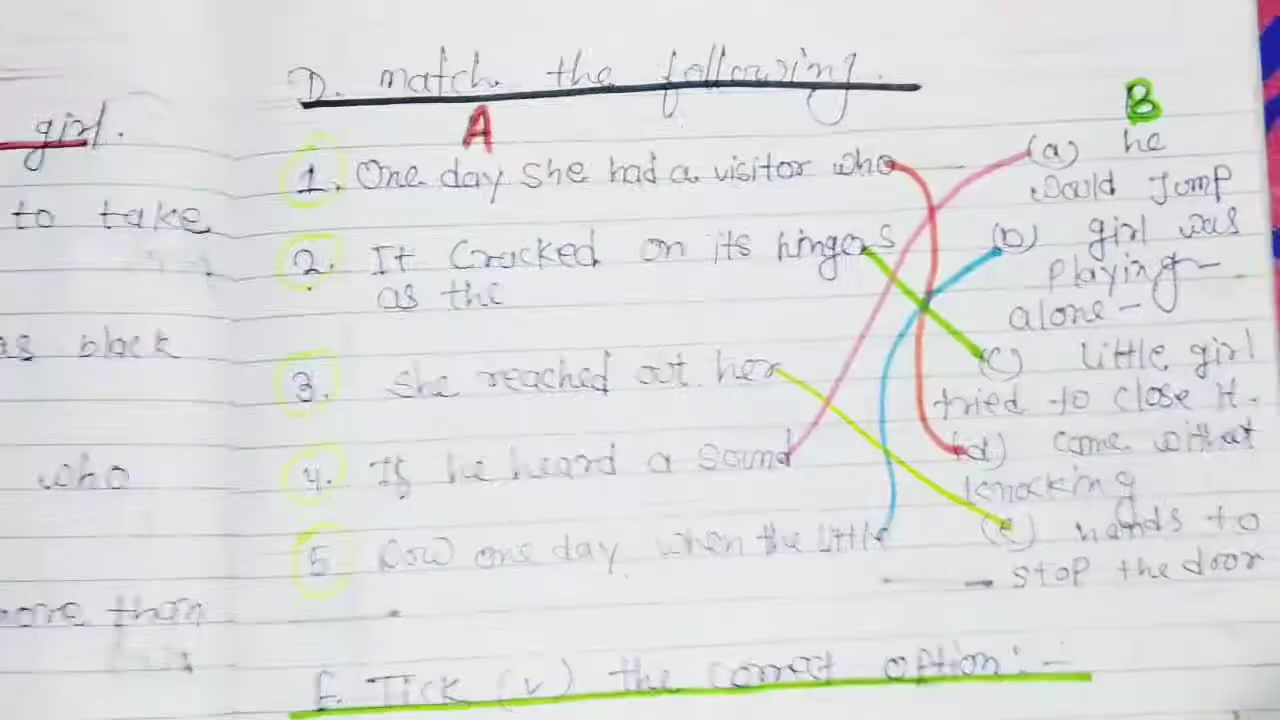 girl.
to take
as black
who
more than
D. match the following.
A
B
1. One day she had a visitor who
2. It Cracked on its hingers
as the
3. she reached out her
4. If he heard a sound
5. Now one day when the little
(a) he
would Jump
(b) girl was
playing-
alone-
(c) little girl
tried to close it.
(d) came without
knocking
(e) hands to
stop the door
E. Tick (v) the correct option:-